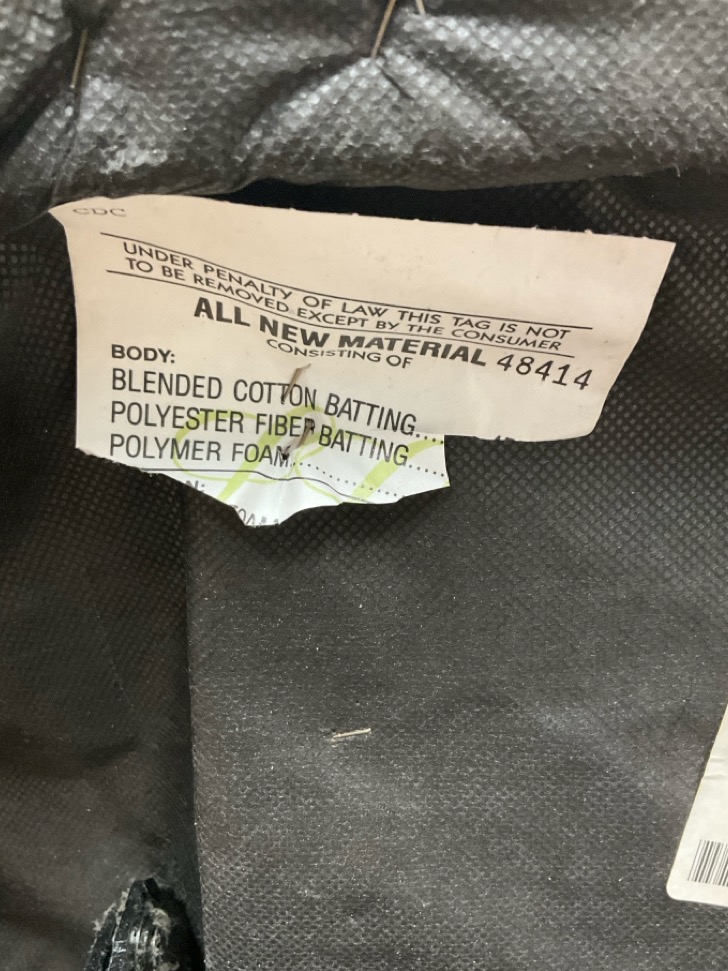 CDC
UNDER PENALTY OF LAW THIS TAG IS NOT
TO BE REMOVED EXCEPT BY THE CONSUMER
ALL NEW MATERIAL 48414
CONSISTING OF
BODY:
BLENDED COTTON BATTING....
POLYESTER FIBER BATTING.....
POLYMER FOAM..............
N: